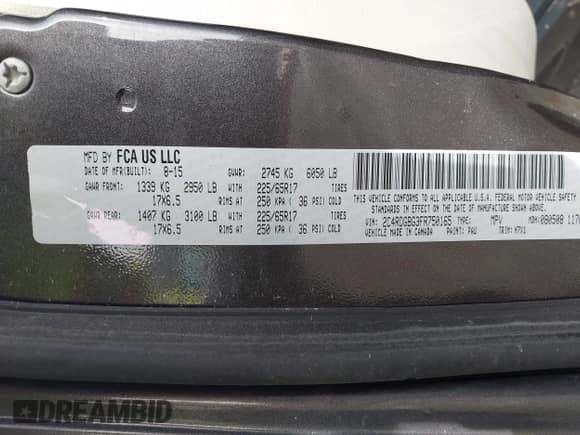 MFD BY FCA US LLC
DATE OF MFR(BUILT): 8-15 GVWR: 2745 KG 6050 LB
GAWR FRONT: 1339 KG 2950 LB WITH 225/65R17 TIRES
17X6.5 RIMS AT 250 KPA ( 36 PSI) COLD
GAWR REAR: 1407 KG 3100 LB WITH 225/65R17 TIRES
17X6.5 RIMS AT 250 KPA ( 36 PSI) COLD
THIS VEHICLE CONFORMS TO ALL APPLICABLE U.S.A. FEDERAL MOTOR VEHICLE SAFETY
STANDARDS IN EFFECT ON THE DATE OF MANUFACTURE SHOWN ABOVE.
VIN: 2C4RDGBG3FR750165 TYPE: MPV MDH: 080509
VEHICLE MADE IN CANADA PAINT: PAU TRIM:
DREAMBID